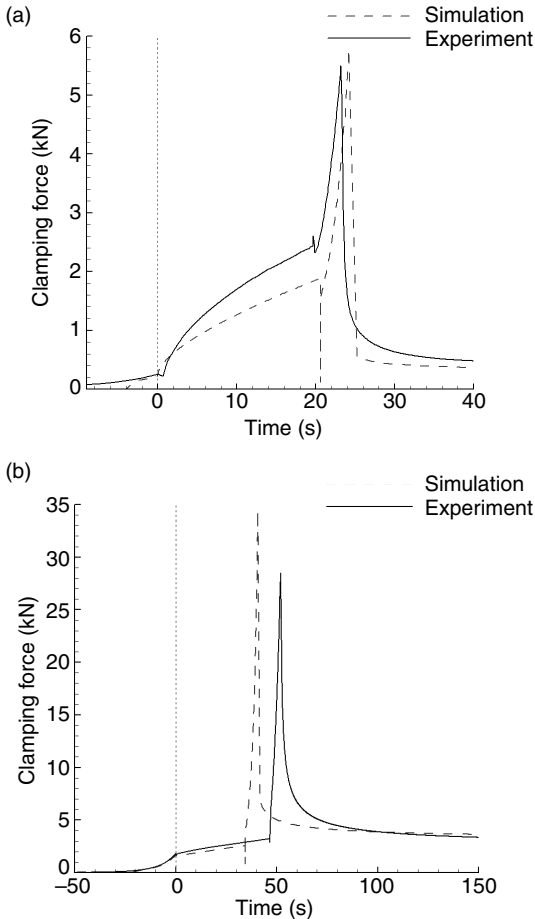 (a)
Simulation
Experiment
6
5
4
3
2
1
0
Clamping force (kN)
0 10 20 30 40
Time (s)
(b)
Simulation
Experiment
35
30
25
20
15
10
5
0
Clamping force (kN)
−50 0 50 100 150
Time (s)